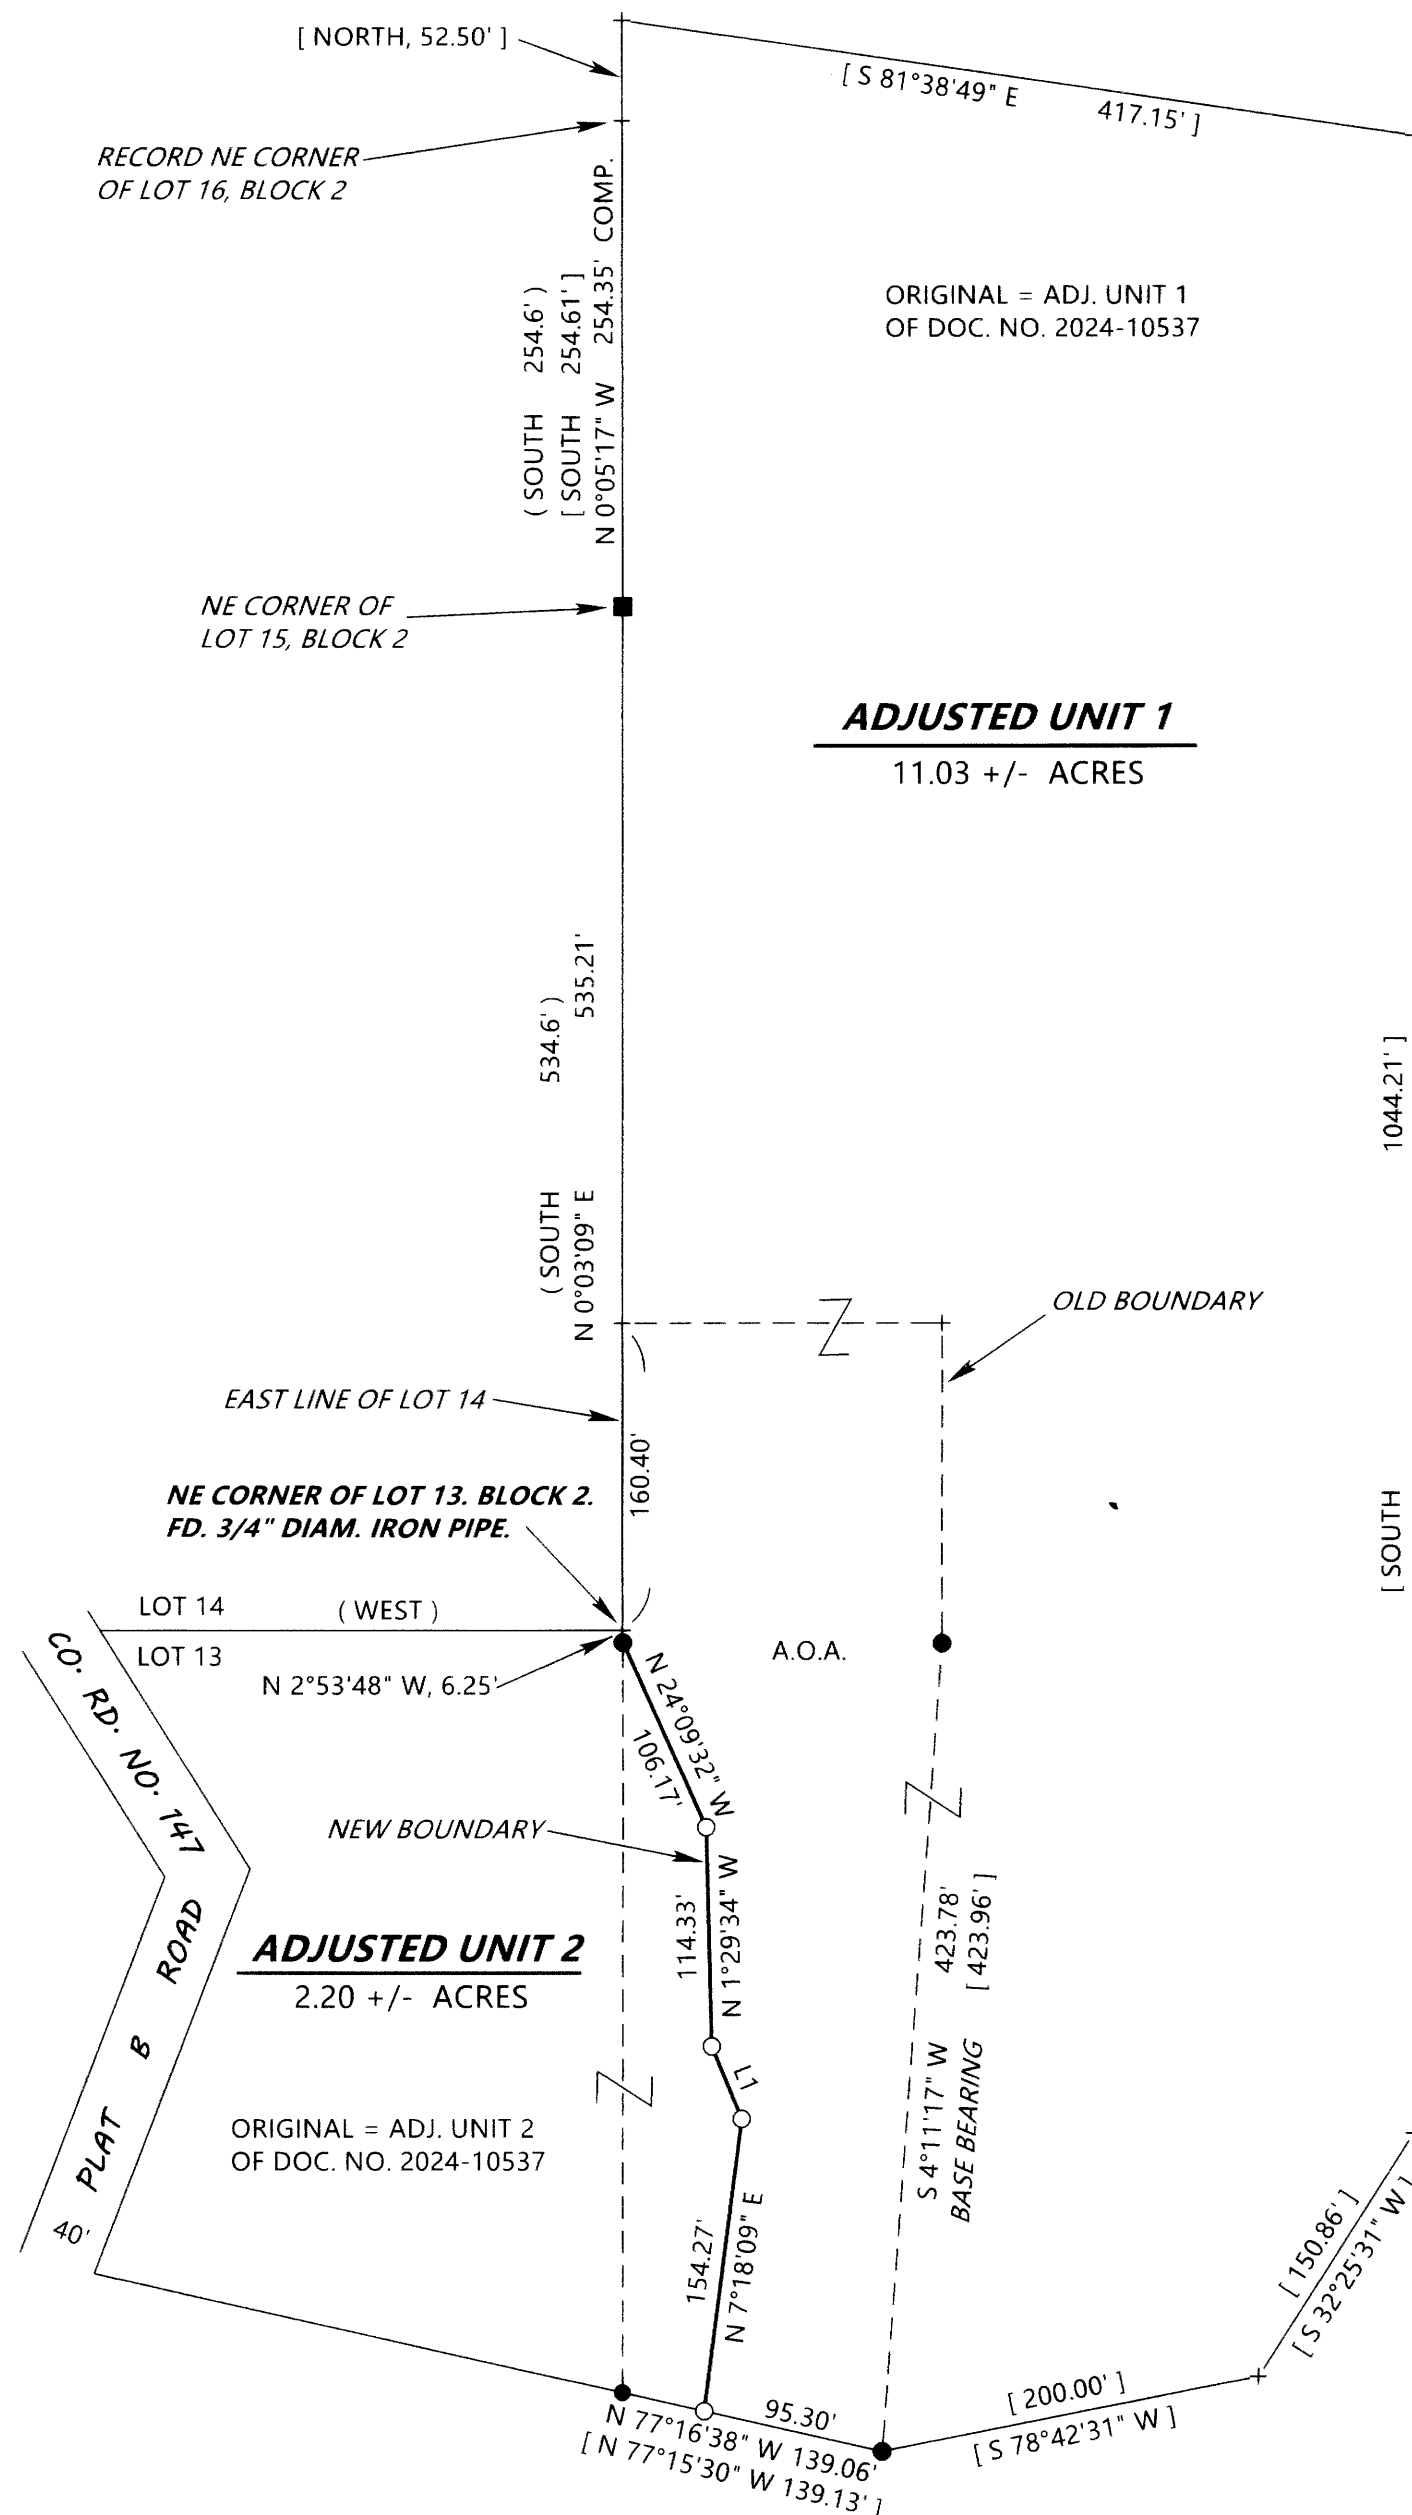 [ NORTH, 52.50' ]
[ S 81°38'49" E 417.15' ]
RECORD NE CORNER
OF LOT 16, BLOCK 2
( SOUTH 254.6' )
[ SOUTH 254.61' ]
N 0°05'17" W 254.35' COMP.
ORIGINAL = ADJ. UNIT 1
OF DOC. NO. 2024-10537
NE CORNER OF
LOT 15, BLOCK 2
ADJUSTED UNIT 1
11.03 +/- ACRES
( SOUTH 534.6' )
N 0°03'09" E 535.21'
[ SOUTH 1044.21' ]
OLD BOUNDARY
EAST LINE OF LOT 14
160.40'
NE CORNER OF LOT 13. BLOCK 2.
FD. 3/4" DIAM. IRON PIPE.
LOT 14
( WEST )
LOT 13
N 2°53'48" W, 6.25'
A.O.A.
CO. RD. NO. 147
N 24°09'32" W
106.17'
NEW BOUNDARY
114.33'
N 1°29'34" W
423.78'
[ 423.96' ]
S 4°11'17" W
BASE BEARING
PLAT B ROAD
40'
ADJUSTED UNIT 2
2.20 +/- ACRES
L1
ORIGINAL = ADJ. UNIT 2
OF DOC. NO. 2024-10537
154.27'
N 7°18'09" E
[ 150.86' ]
[ S 32°25'31" W ]
[ 200.00' ]
[ S 78°42'31" W ]
95.30'
N 77°16'38" W 139.06'
[ N 77°15'30" W 139.13' ]